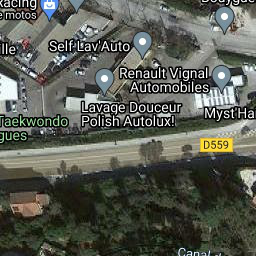 Racing
e motos
Bouygue
lle
Self Lav'Auto
Renault Vignal
Automobiles
Lavage Douceur
Polish Autolux!
Myst'Ha
Taekwondo
gues
D559
Canal d